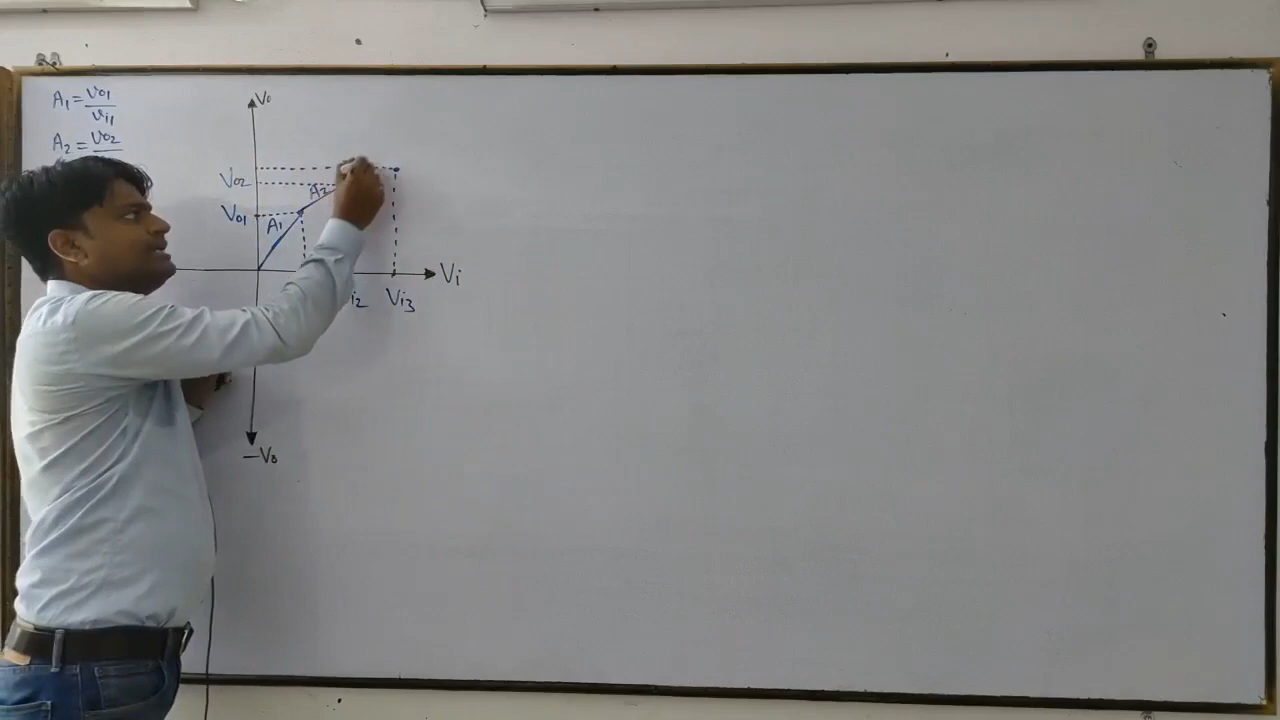 A1 = Vo1
Vi1
A2 = Vo2
Vo
Vo2
A2
Vo1
A1
Vi
i2
Vi3
-Vo